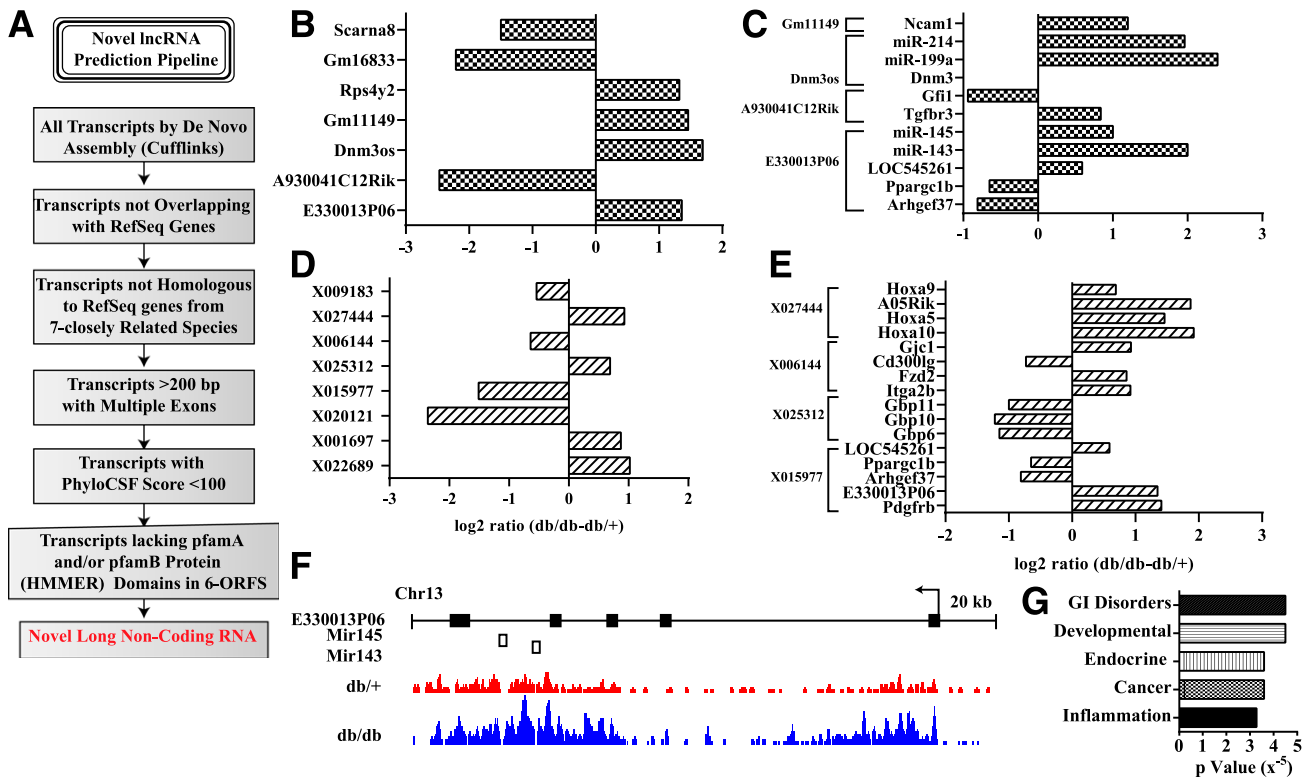 A
Novel lncRNA
Prediction Pipeline
All Transcripts by De Novo
Assembly (Cufflinks)
Transcripts not Overlapping
with RefSeq Genes
Transcripts not Homologous
to RefSeq genes from
7-closely Related Species
Transcripts >200 bp
with Multiple Exons
Transcripts with
PhyloCSF Score <100
Transcripts lacking pfamA
and/or pfamB Protein
(HMMER) Domains in 6-ORFS
Novel Long Non-Coding RNA
B
Scarna8
Gm16833
Rps4y2
Gm11149
Dnm3os
A930041C12Rik
E330013P06
-3 -2 -1 0 1 2
C
Gm11149
Dnm3os
A930041C12Rik
E330013P06
Ncam1
miR-214
miR-199a
Dnm3
Gfi1
Tgfbr3
miR-145
miR-143
LOC545261
Ppargc1b
Arhgef37
-1 0 1 2 3
D
X009183
X027444
X006144
X025312
X015977
X020121
X001697
X022689
-3 -2 -1 0 1 2
log2 ratio (db/db-db/+)
E
X027444
X006144
X025312
X015977
Hoxa9
A05Rik
Hoxa5
Hoxa10
Gjc1
Cd300lg
Fzd2
Itga2b
Gbp11
Gbp10
Gbp6
LOC545261
Ppargc1b
Arhgef37
E330013P06
Pdgfrb
-2 -1 0 1 2 3
log2 ratio (db/db-db/+)
F
Chr13
20 kb
E330013P06
Mir145
Mir143
db/+
db/db
G
GI Disorders
Developmental
Endocrine
Cancer
Inflammation
0 1 2 3 4 5
p Value (x⁻⁵)